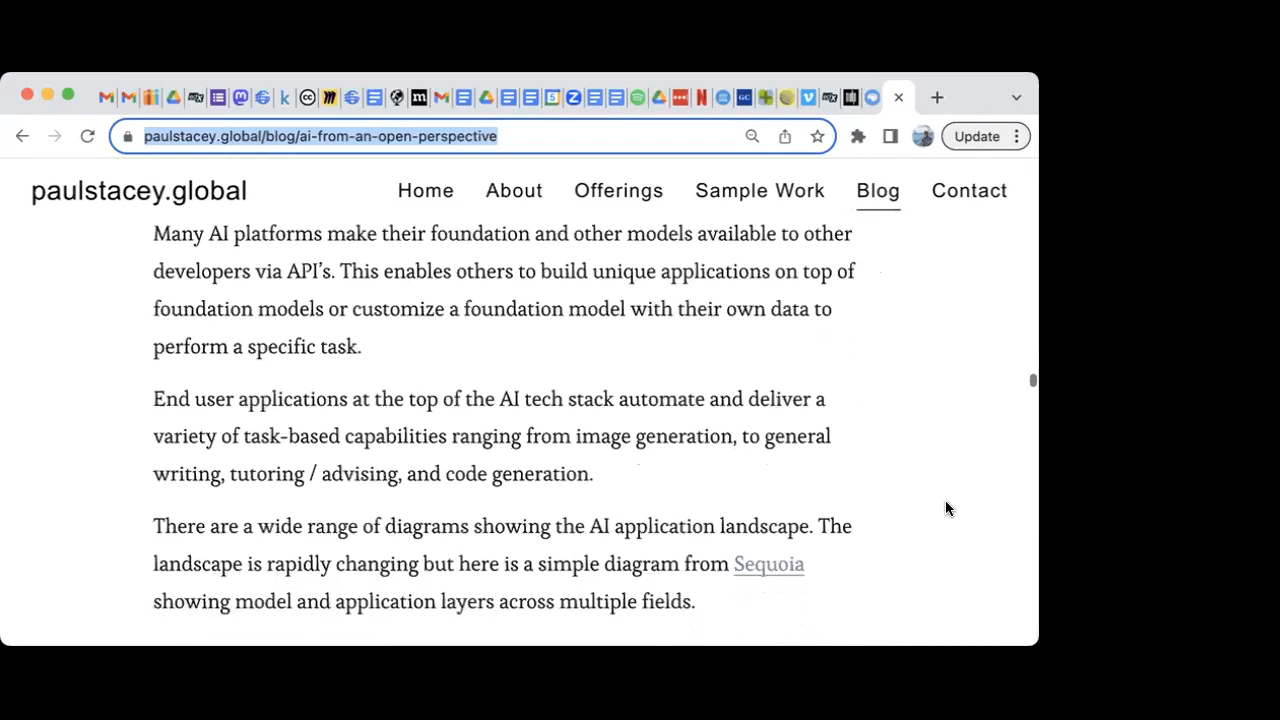 paulstacey.global/blog/ai-from-an-open-perspective
Update
paulstacey.global
Home
About
Offerings
Sample Work
Blog
Contact
Many AI platforms make their foundation and other models available to other
developers via API’s. This enables others to build unique applications on top of
foundation models or customize a foundation model with their own data to
perform a specific task.
End user applications at the top of the AI tech stack automate and deliver a
variety of task-based capabilities ranging from image generation, to general
writing, tutoring / advising, and code generation.
There are a wide range of diagrams showing the AI application landscape. The
landscape is rapidly changing but here is a simple diagram from Sequoia
showing model and application layers across multiple fields.